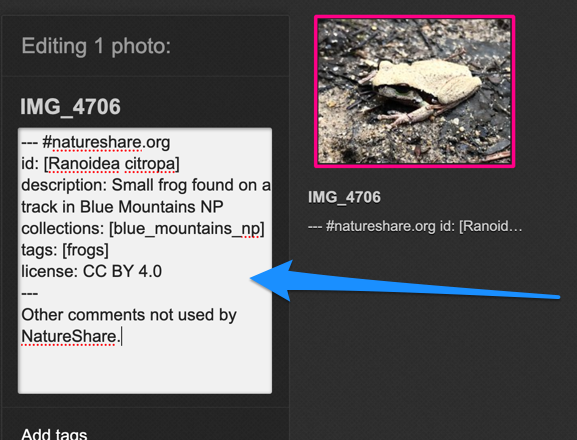 Editing 1 photo:
IMG_4706
--- #natureshare.org
id: [Ranoidea citropa]
description: Small frog found on a
track in Blue Mountains NP
collections: [blue_mountains_np]
tags: [frogs]
license: CC BY 4.0
---
Other comments not used by
NatureShare.
Add tags
IMG_4706
--- #natureshare.org id: [Ranoid…